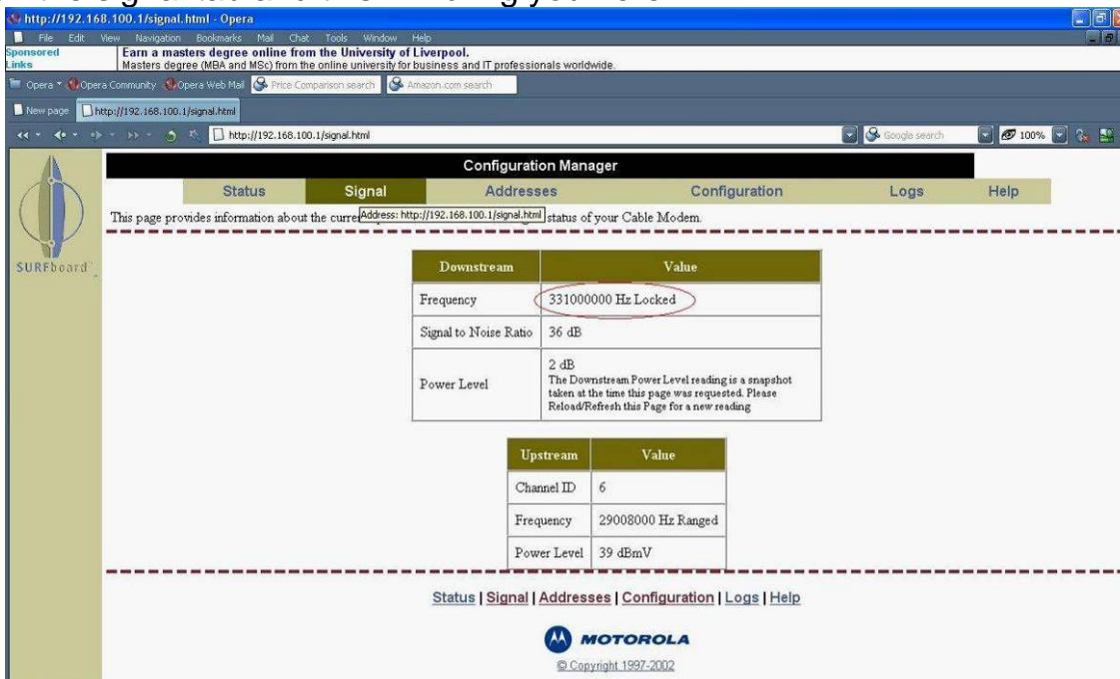 http://192.168.100.1/signal.html - Opera
File Edit View Navigation Bookmarks Mail Chat Tools Window Help
Sponsored Links
Earn a masters degree online from the University of Liverpool.
Masters degree (MBA and MSc) from the online university for business and IT professionals worldwide.
Opera Opera Community Opera Web Mail Price Comparison search Amazon.com search
New page http://192.168.100.1/signal.html
http://192.168.100.1/signal.html Google search 100%
Configuration Manager
Status Signal Addresses Configuration Logs Help
This page provides information about the status of your Cable Modem.
Address: http://192.168.100.1/signal.html
SURFboard
Downstream Value
Frequency 331000000 Hz Locked
Signal to Noise Ratio 36 dB
Power Level 2 dB
The Downstream Power Level reading is a snapshot
taken at the time this page was requested. Please
Reload/Refresh this Page for a new reading
Upstream Value
Channel ID 6
Frequency 29008000 Hz Ranged
Power Level 39 dBmV
Status | Signal | Addresses | Configuration | Logs | Help
MOTOROLA
© Copyright 1997-2002